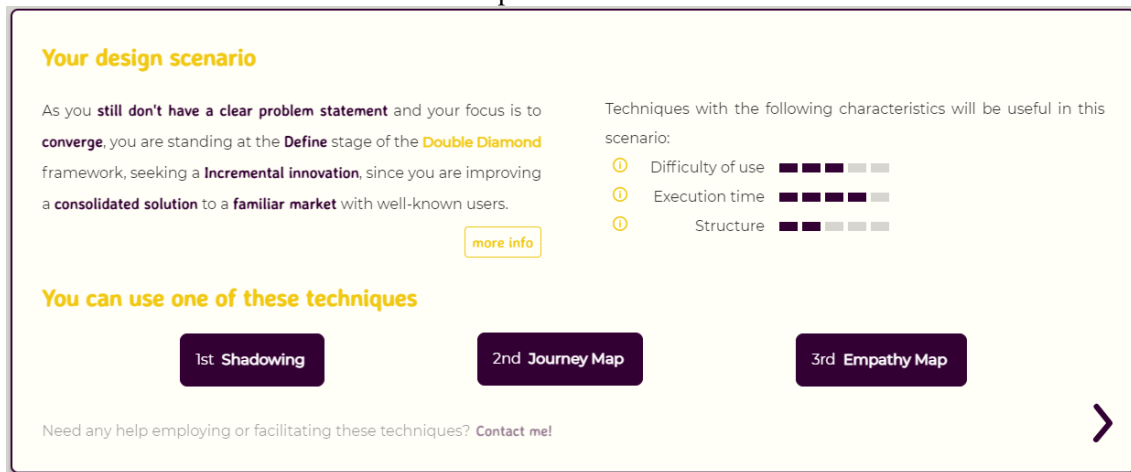 Your design scenario
As you still don't have a clear problem statement and your focus is to
converge, you are standing at the Define stage of the Double Diamond
framework, seeking a Incremental innovation, since you are improving
a consolidated solution to a familiar market with well-known users.
more info
Techniques with the following characteristics will be useful in this
scenario:
Difficulty of use
Execution time
Structure
You can use one of these techniques
1st Shadowing
2nd Journey Map
3rd Empathy Map
Need any help employing or facilitating these techniques? Contact me!